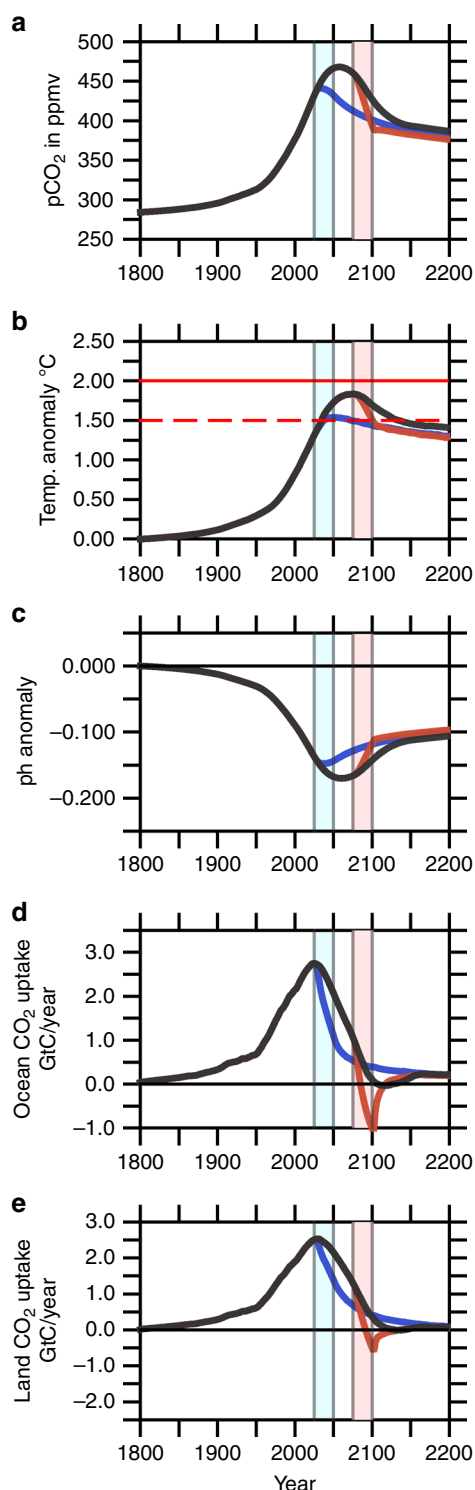 a
pCO2 in ppmv
500
450
400
350
300
250
1800 1900 2000 2100 2200
b
Temp. anomaly °C
2.50
2.00
1.50
1.00
0.50
0.00
1800 1900 2000 2100 2200
c
ph anomaly
0.000
−0.100
−0.200
1800 1900 2000 2100 2200
d
Ocean CO2 uptake
GtC/year
3.0
2.0
1.0
0.0
−1.0
1800 1900 2000 2100 2200
e
Land CO2 uptake
GtC/year
3.0
2.0
1.0
0.0
−1.0
−2.0
1800 1900 2000 2100 2200
Year